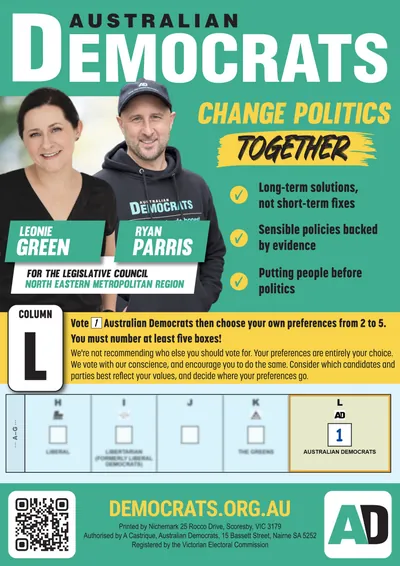 AUSTRALIAN
DEMOCRATS
CHANGE POLITICS
TOGETHER
AD
AUSTRALIAN
DEMOCRATS
Long-term solutions,
not short-term fixes
Sensible policies backed
by evidence
Putting people before
politics
LEONIE
GREEN
RYAN
PARRIS
FOR THE LEGISLATIVE COUNCIL
NORTH EASTERN METROPOLITAN REGION
COLUMN
L
Vote 1 Australian Democrats then choose your own preferences from 2 to 5.
You must number at least five boxes!
We're not recommending who else you should vote for. Your preferences are entirely your choice.
We vote with our conscience, and encourage you to do the same. Consider which candidates and
parties best reflect your values, and decide where your preferences go.
A-G
H
I
J
K
L
AD
1
LIBERAL
LIBERTARIAN
(FORMERLY LIBERAL
DEMOCRATS)
THE GREENS
AUSTRALIAN DEMOCRATS
DEMOCRATS.ORG.AU
Printed by Nichemark 25 Rocco Drive, Scoresby, VIC 3179
Authorised by A Castrique, Australian Democrats, 15 Bassett Street, Nairne SA 5252
Registered by the Victorian Electoral Commission
AD